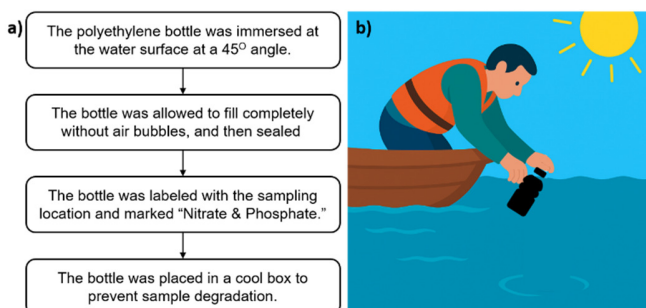 a)
The polyethylene bottle was immersed at
the water surface at a 45⁰ angle.
The bottle was allowed to fill completely
without air bubbles, and then sealed
The bottle was labeled with the sampling
location and marked “Nitrate & Phosphate.”
The bottle was placed in a cool box to
prevent sample degradation.
b)